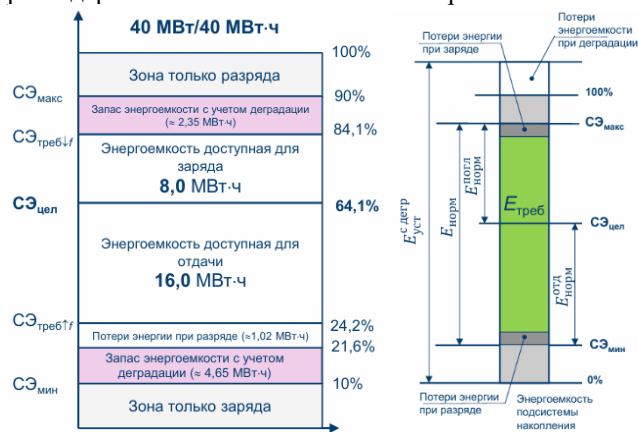 40 МВт/40 МВт·ч
100%
Зона только разряда
СЭмакс
90%
Запас энергоемкости с учетом деградации
(≈ 2,35 МВт·ч)
СЭтреб↓f
84,1%
Энергоемкость доступная для
заряда
8,0 МВт·ч
СЭцел
64,1%
Энергоемкость доступная для
отдачи
16,0 МВт·ч
СЭтреб↑f
24,2%
Потери энергии при разряде (≈1,02 МВт·ч)
21,6%
Запас энергоемкости с учетом
деградации (≈ 4,65 МВт·ч)
СЭмин
10%
Зона только заряда
Потери энергии
при заряде
Потери
энергоемкости
при деградации
100%
СЭмакс
Eтреб
СЭцел
E с дегр уст
Eнорм
E погл норм
E отд норм
СЭмин
0%
Потери энергии
при разряде
Энергоемкость
подсистемы
накопления